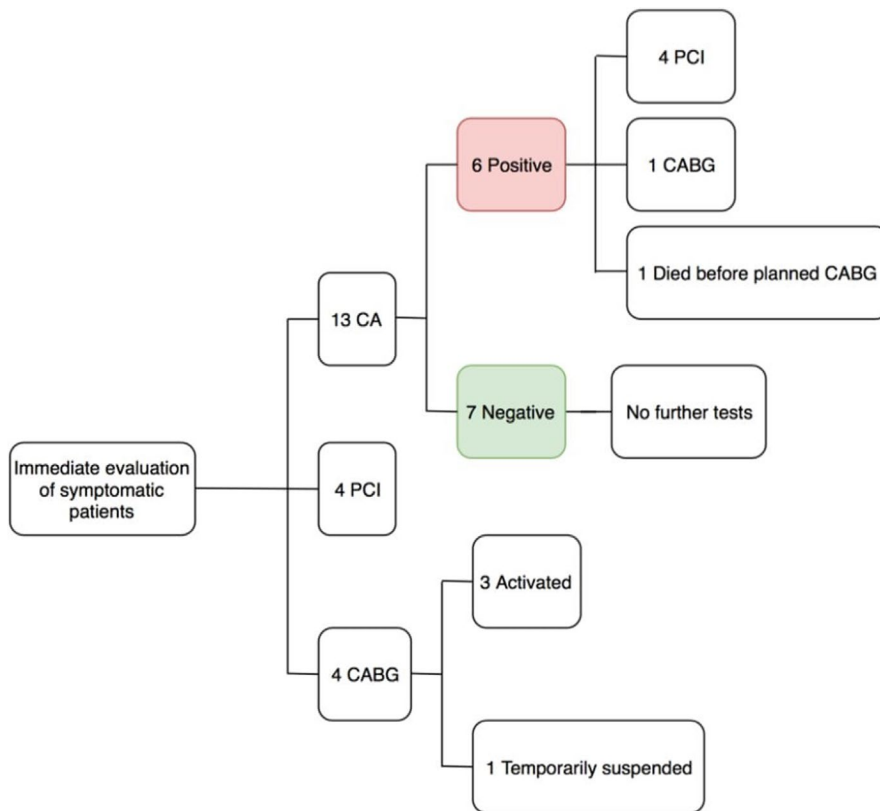 4 PCI
6 Positive
1 CABG
1 Died before planned CABG
13 CA
7 Negative
No further tests
Immediate evaluation
of symptomatic
patients
4 PCI
3 Activated
4 CABG
1 Temporarily suspended